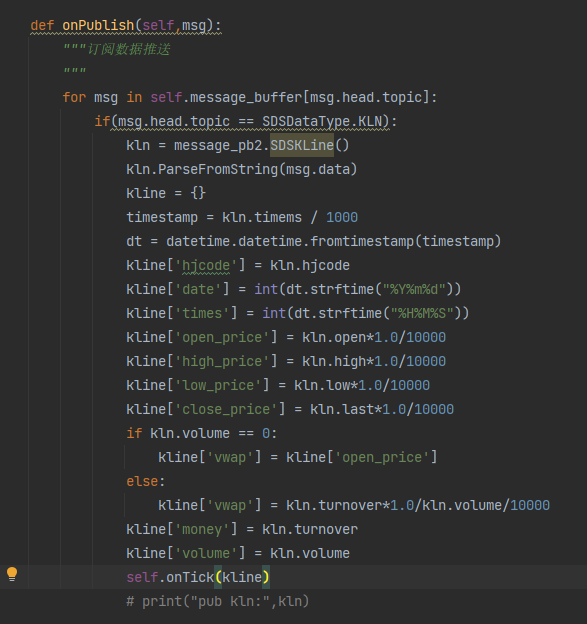 def onPublish(self,msg):
    """订阅数据推送
    """
    for msg in self.message_buffer[msg.head.topic]:
        if(msg.head.topic == SDSDataType.KLN):
            kln = message_pb2.SDSKLine()
            kln.ParseFromString(msg.data)
            kline = {}
            timestamp = kln.timems / 1000
            dt = datetime.datetime.fromtimestamp(timestamp)
            kline['hjcode'] = kln.hjcode
            kline['date'] = int(dt.strftime("%Y%m%d"))
            kline['times'] = int(dt.strftime("%H%M%S"))
            kline['open_price'] = kln.open*1.0/10000
            kline['high_price'] = kln.high*1.0/10000
            kline['low_price'] = kln.low*1.0/10000
            kline['close_price'] = kln.last*1.0/10000
            if kln.volume == 0:
                kline['vwap'] = kline['open_price']
            else:
                kline['vwap'] = kln.turnover*1.0/kln.volume/10000
            kline['money'] = kln.turnover
            kline['volume'] = kln.volume
            self.onTick(kline)
            # print("pub kln:",kln)